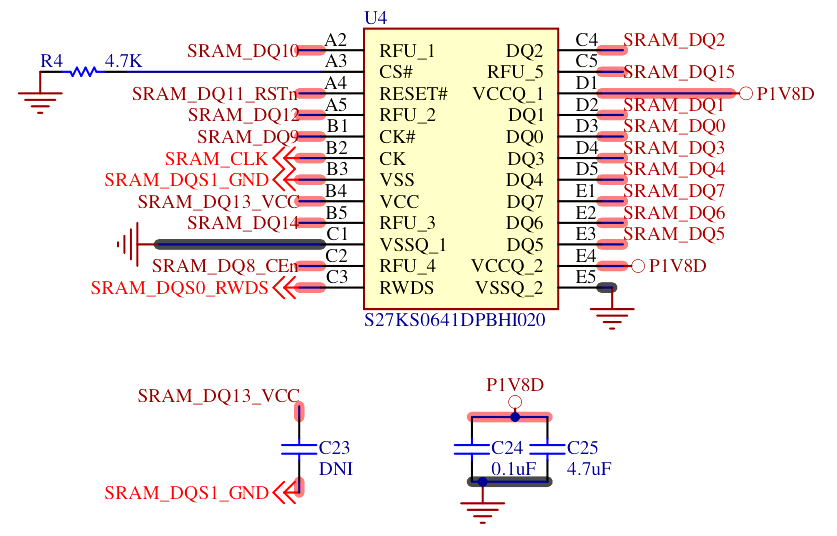 U4
SRAM_DQ10 A2 RFU_1 DQ2 C4 SRAM_DQ2
R4 4.7K A3 CS# RFU_5 C5 SRAM_DQ15
SRAM_DQ11_RSTn A4 RESET# VCCQ_1 D1 P1V8D
SRAM_DQ12 A5 RFU_2 DQ1 D2 SRAM_DQ1
SRAM_DQ9 B1 CK# DQ0 D3 SRAM_DQ0
SRAM_CLK B2 CK DQ3 D4 SRAM_DQ3
SRAM_DQS1_GND B3 VSS DQ4 D5 SRAM_DQ4
SRAM_DQ13_VCC B4 VCC DQ7 E1 SRAM_DQ7
SRAM_DQ14 B5 RFU_3 DQ6 E2 SRAM_DQ6
C1 VSSQ_1 DQ5 E3 SRAM_DQ5
SRAM_DQ8_CEn C2 RFU_4 VCCQ_2 E4 P1V8D
SRAM_DQS0_RWDS C3 RWDS VSSQ_2 E5
S27KS0641DPBHI020
SRAM_DQ13_VCC
C23
DNI
SRAM_DQS1_GND
P1V8D
C24 C25
0.1uF 4.7uF